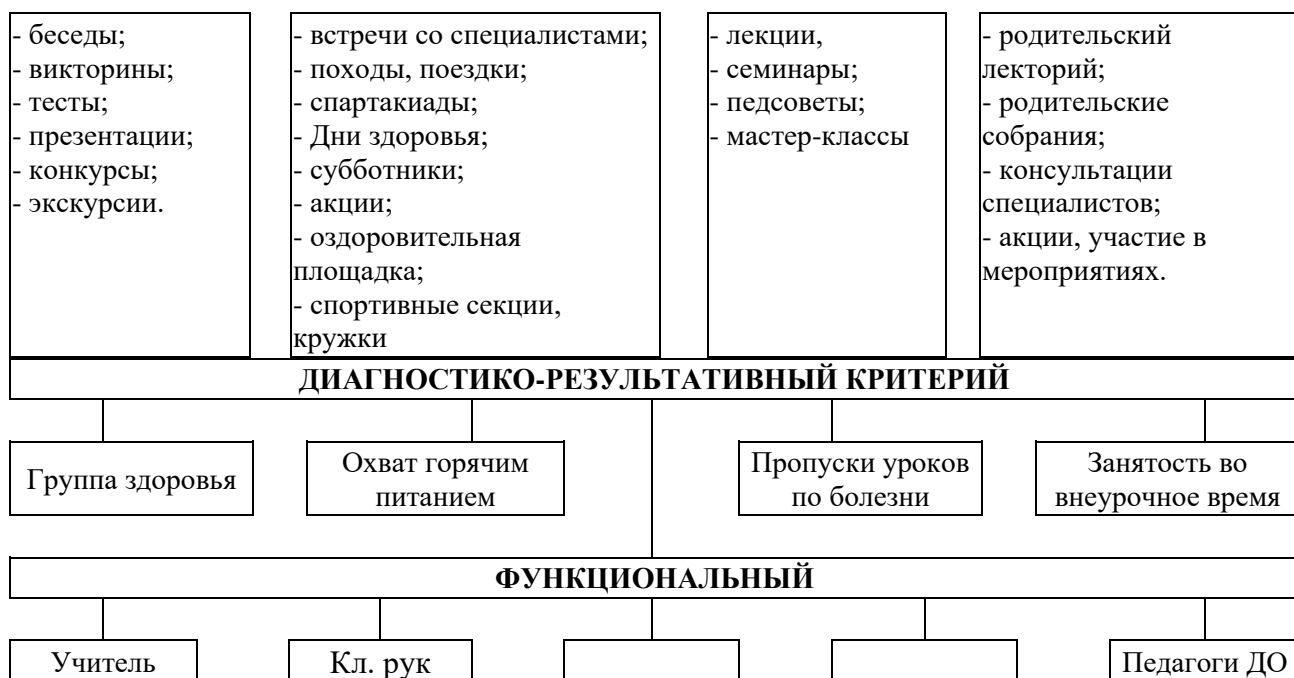 - беседы;
- викторины;
- тесты;
- презентации;
- конкурсы;
- экскурсии.
- встречи со специалистами;
- походы, поездки;
- спартакиады;
- Дни здоровья;
- субботники;
- акции;
- оздоровительная
площадка;
- спортивные секции,
кружки
- лекции,
- семинары;
- педсоветы;
- мастер-классы
- родительский
лекторий;
- родительские
собрания;
- консультации
специалистов;
- акции, участие в
мероприятиях.
ДИАГНОСТИКО-РЕЗУЛЬТАТИВНЫЙ КРИТЕРИЙ
Группа здоровья
Охват горячим
питанием
Пропуски уроков
по болезни
Занятость во
внеурочное время
ФУНКЦИОНАЛЬНЫЙ
Учитель
Кл. рук
Педагоги ДО